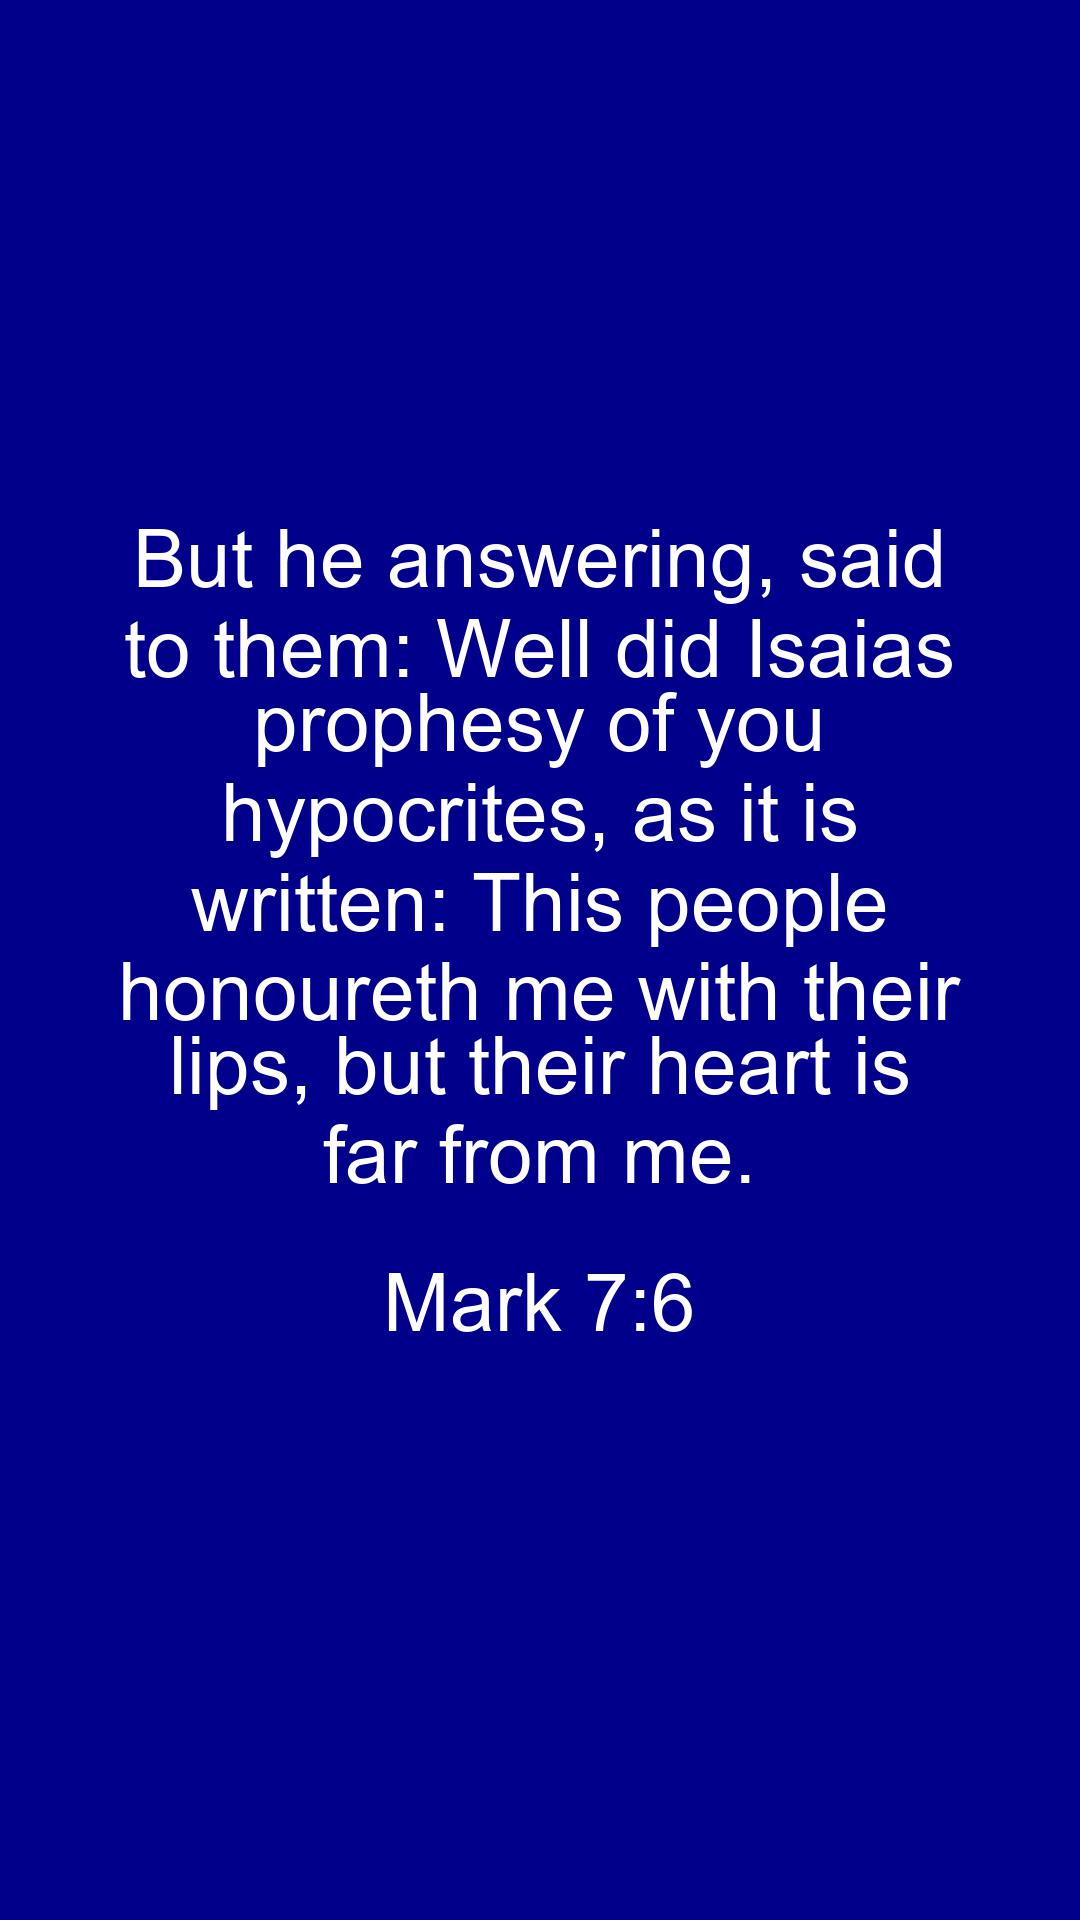 But he answering, said
to them: Well did Isaias
prophesy of you
hypocrites, as it is
written: This people
honoureth me with their
lips, but their heart is
far from me.
Mark 7:6